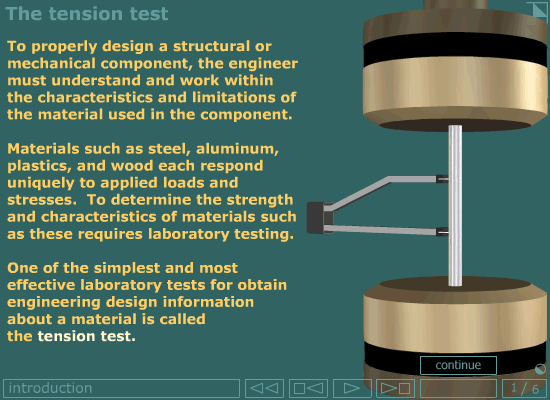 The tension test
To properly design a structural or
mechanical component, the engineer
must understand and work within
the characteristics and limitations of
the material used in the component.
Materials such as steel, aluminum,
plastics, and wood each respond
uniquely to applied loads and
stresses.  To determine the strength
and characteristics of materials such
as these requires laboratory testing.
One of the simplest and most
effective laboratory tests for obtain
engineering design information
about a material is called
the tension test.
continue
introduction
1 / 6